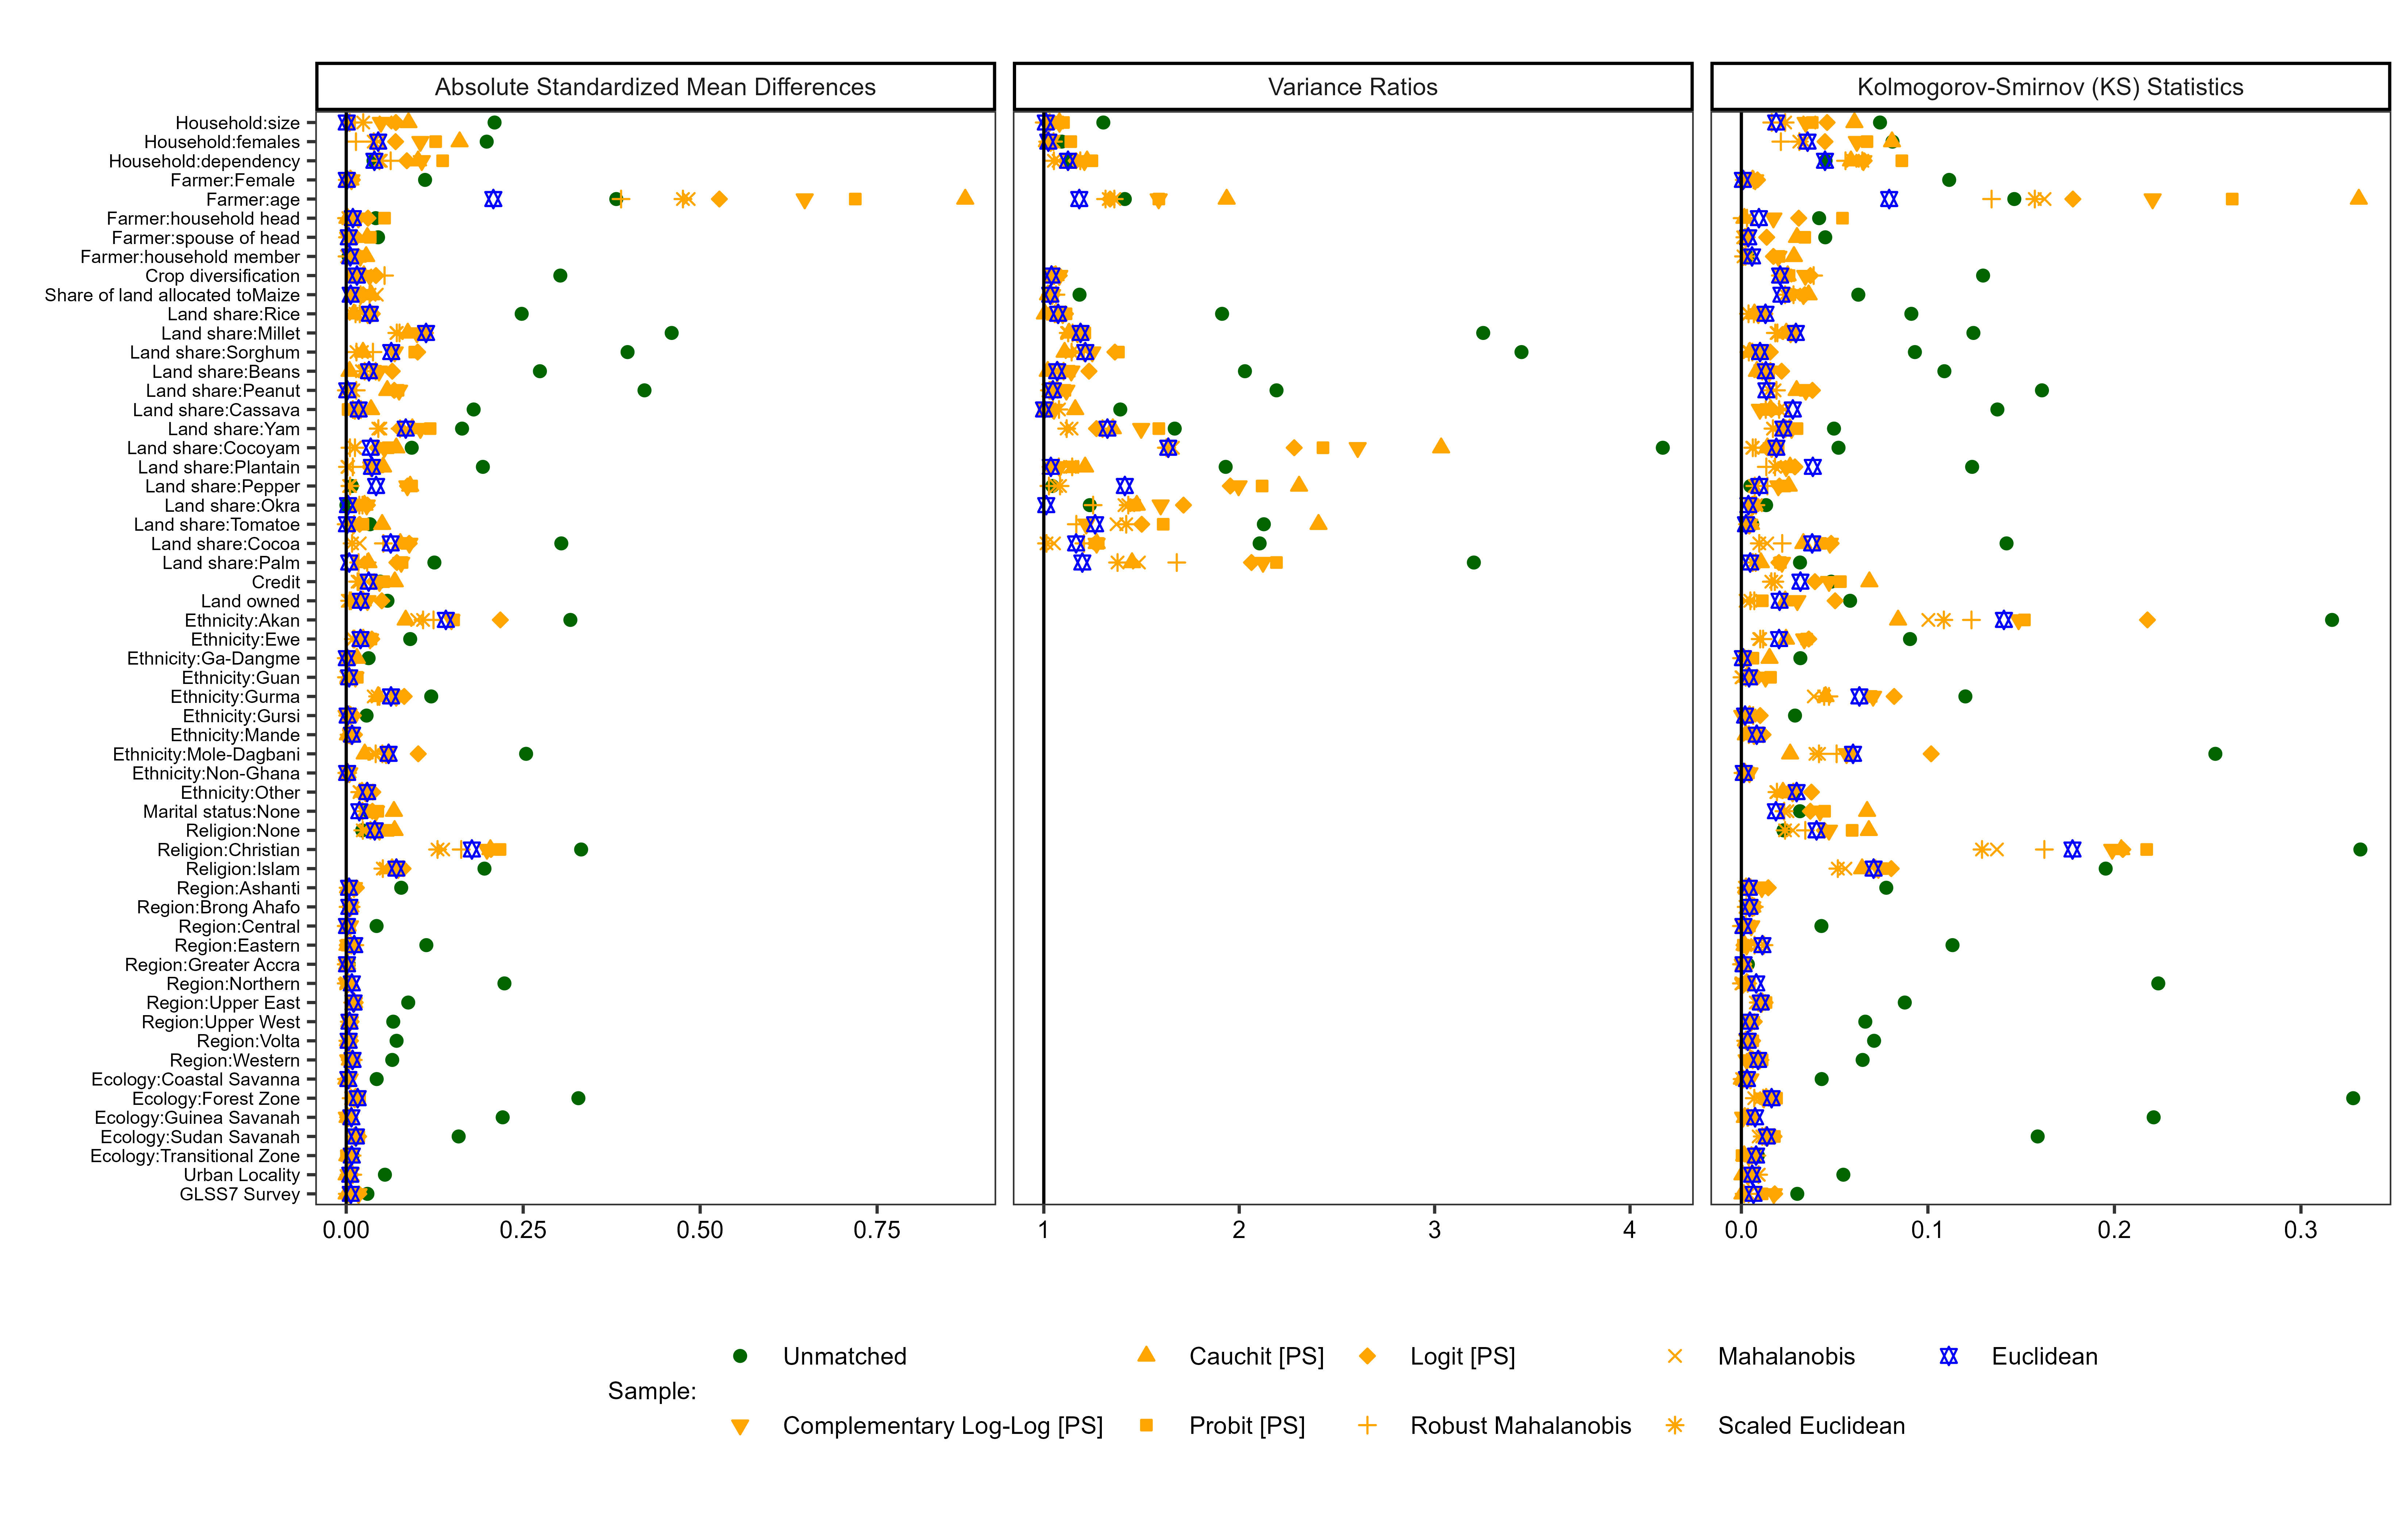 Absolute Standardized Mean Differences
Variance Ratios
Kolmogorov-Smirnov (KS) Statistics
Household:size
Household:females
Household:dependency
Farmer:Female
Farmer:age
Farmer:household head
Farmer:spouse of head
Farmer:household member
Crop diversification
Share of land allocated toMaize
Land share:Rice
Land share:Millet
Land share:Sorghum
Land share:Beans
Land share:Peanut
Land share:Cassava
Land share:Yam
Land share:Cocoyam
Land share:Plantain
Land share:Pepper
Land share:Okra
Land share:Tomatoe
Land share:Cocoa
Land share:Palm
Credit
Land owned
Ethnicity:Akan
Ethnicity:Ewe
Ethnicity:Ga-Dangme
Ethnicity:Guan
Ethnicity:Gurma
Ethnicity:Gursi
Ethnicity:Mande
Ethnicity:Mole-Dagbani
Ethnicity:Non-Ghana
Ethnicity:Other
Marital status:None
Religion:None
Religion:Christian
Religion:Islam
Region:Ashanti
Region:Brong Ahafo
Region:Central
Region:Eastern
Region:Greater Accra
Region:Northern
Region:Upper East
Region:Upper West
Region:Volta
Region:Western
Ecology:Coastal Savanna
Ecology:Forest Zone
Ecology:Guinea Savanah
Ecology:Sudan Savanah
Ecology:Transitional Zone
Urban Locality
GLSS7 Survey
0.00 0.25 0.50 0.75
1 2 3 4
0.0 0.1 0.2 0.3
Sample:
Unmatched Cauchit [PS] Logit [PS] Mahalanobis Euclidean
Complementary Log-Log [PS] Probit [PS] Robust Mahalanobis Scaled Euclidean